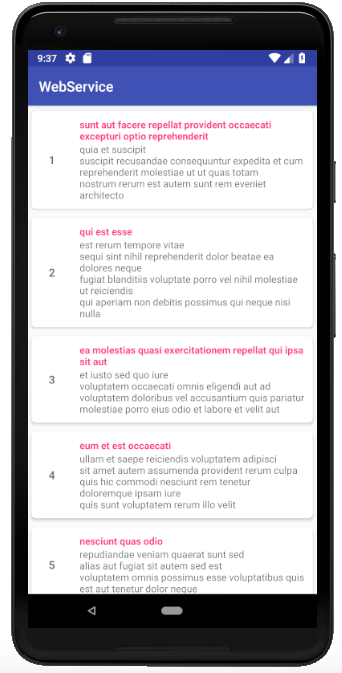 9:37
WebService
sunt aut facere repellat provident occaecati
excepturi optio reprehenderit
1
quia et suscipit
suscipit recusandae consequuntur expedita et cum
reprehenderit molestiae ut ut quas totam
nostrum rerum est autem sunt rem eveniet
architecto
qui est esse
2
est rerum tempore vitae
sequi sint nihil reprehenderit dolor beatae ea
dolores neque
fugiat blanditiis voluptate porro vel nihil molestiae
ut reiciendis
qui aperiam non debitis possimus qui neque nisi
nulla
ea molestias quasi exercitationem repellat qui ipsa
sit aut
3
et iusto sed quo iure
voluptatem occaecati omnis eligendi aut ad
voluptatem doloribus vel accusantium quis pariatur
molestiae porro eius odio et labore et velit aut
eum et est occaecati
4
ullam et saepe reiciendis voluptatem adipisci
sit amet autem assumenda provident rerum culpa
quis hic commodi nesciunt rem tenetur
doloremque ipsam iure
quis sunt voluptatem rerum illo velit
nesciunt quas odio
5
repudiandae veniam quaerat sunt sed
alias aut fugiat sit autem sed est
voluptatem omnis possimus esse voluptatibus quis
est aut tenetur dolor neque